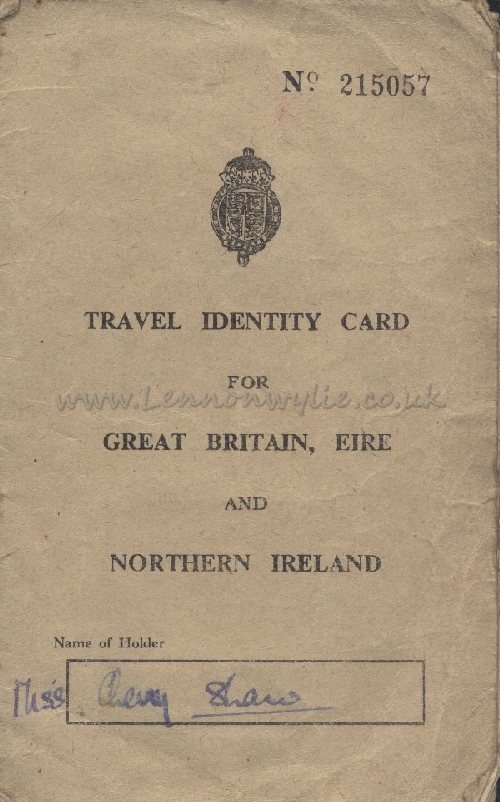 Nº 215057
TRAVEL IDENTITY CARD
FOR
www.Lennonwylie.co.uk
GREAT BRITAIN, EIRE
AND
NORTHERN IRELAND
Name of Holder
Miss Shaw